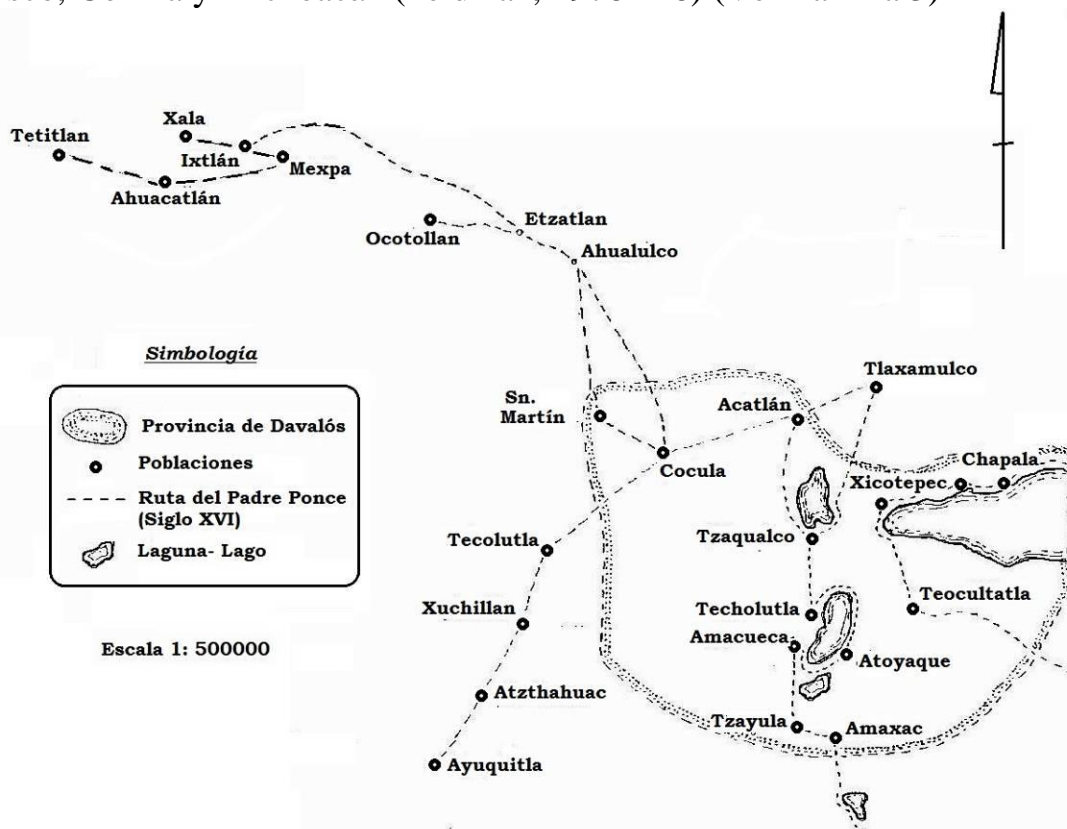 Xala
Tetitlan
Ixtlán
Mexpa
Ahuacatlán
Etzatlan
Ocotollan
Ahualulco
Simbología
Provincia de Davalós
Poblaciones
Ruta del Padre Ponce
(Siglo XVI)
Laguna- Lago
Escala 1: 500000
Tlaxamulco
Sn.
Martín
Acatlán
Cocula
Chapala
Xicotepec
Tecolutla
Tzaqualco
Xuchillan
Techolutla
Teocultatla
Amacueca
Atoyaque
Atzthahuac
Tzayula
Amaxac
Ayuquitla